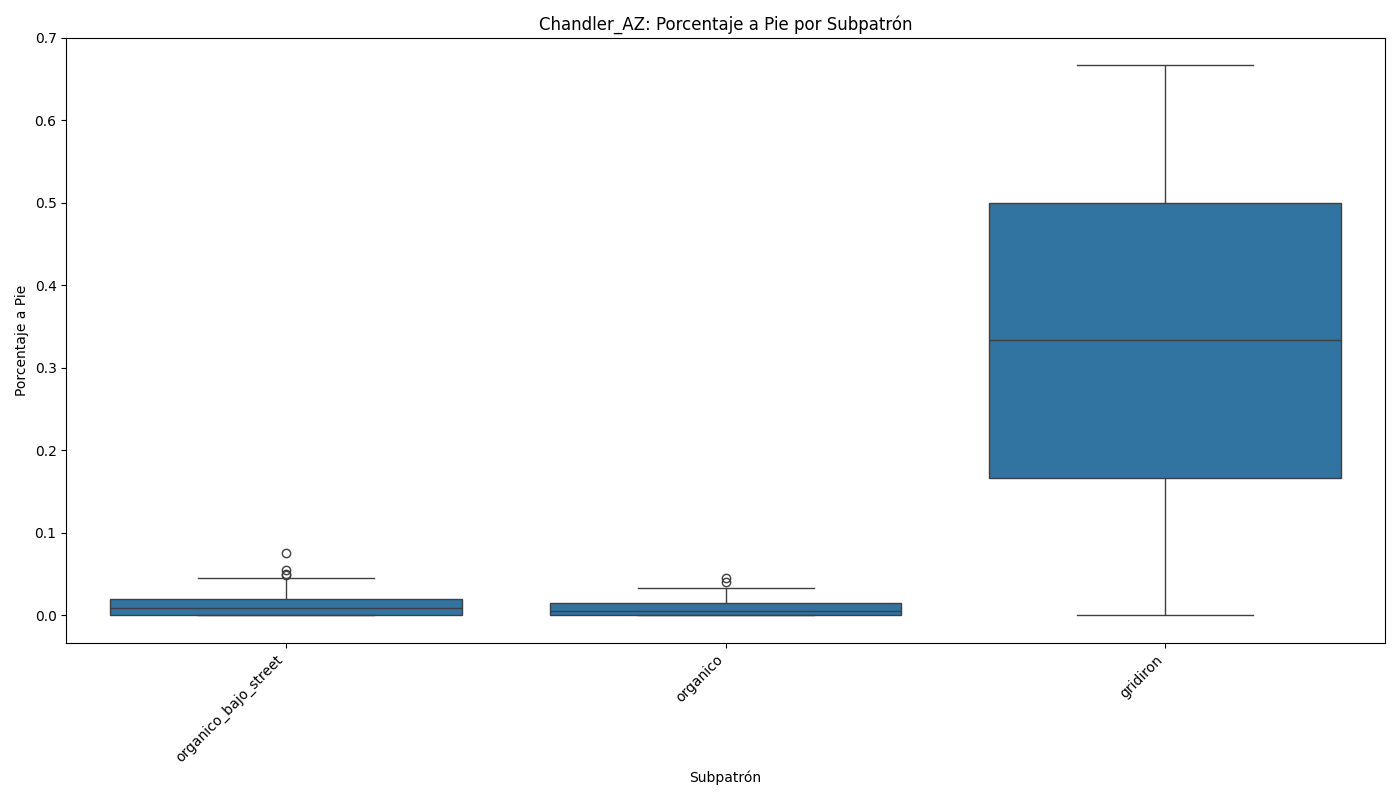 Chandler_AZ: Porcentaje a Pie por Subpatrón
Porcentaje a Pie
0.7
0.6
0.5
0.4
0.3
0.2
0.1
0.0
organico_bajo_street
organico
gridiron
Subpatrón